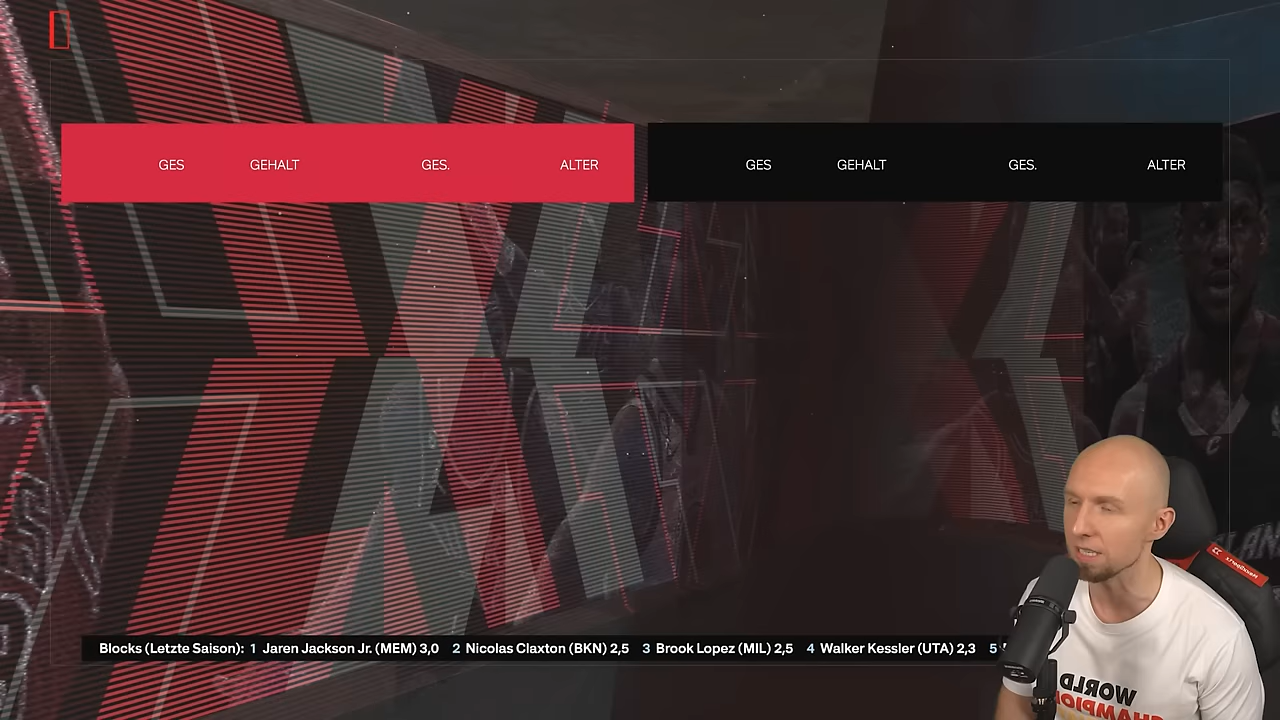 GES GEHALT GES. ALTER
GES GEHALT GES. ALTER
Blocks (Letzte Saison): 1 Jaren Jackson Jr. (MEM) 3,0 2 Nicolas Claxton (BKN) 2,5 3 Brook Lopez (MIL) 2,5 4 Walker Kessler (UTA) 2,3 5
WORLD